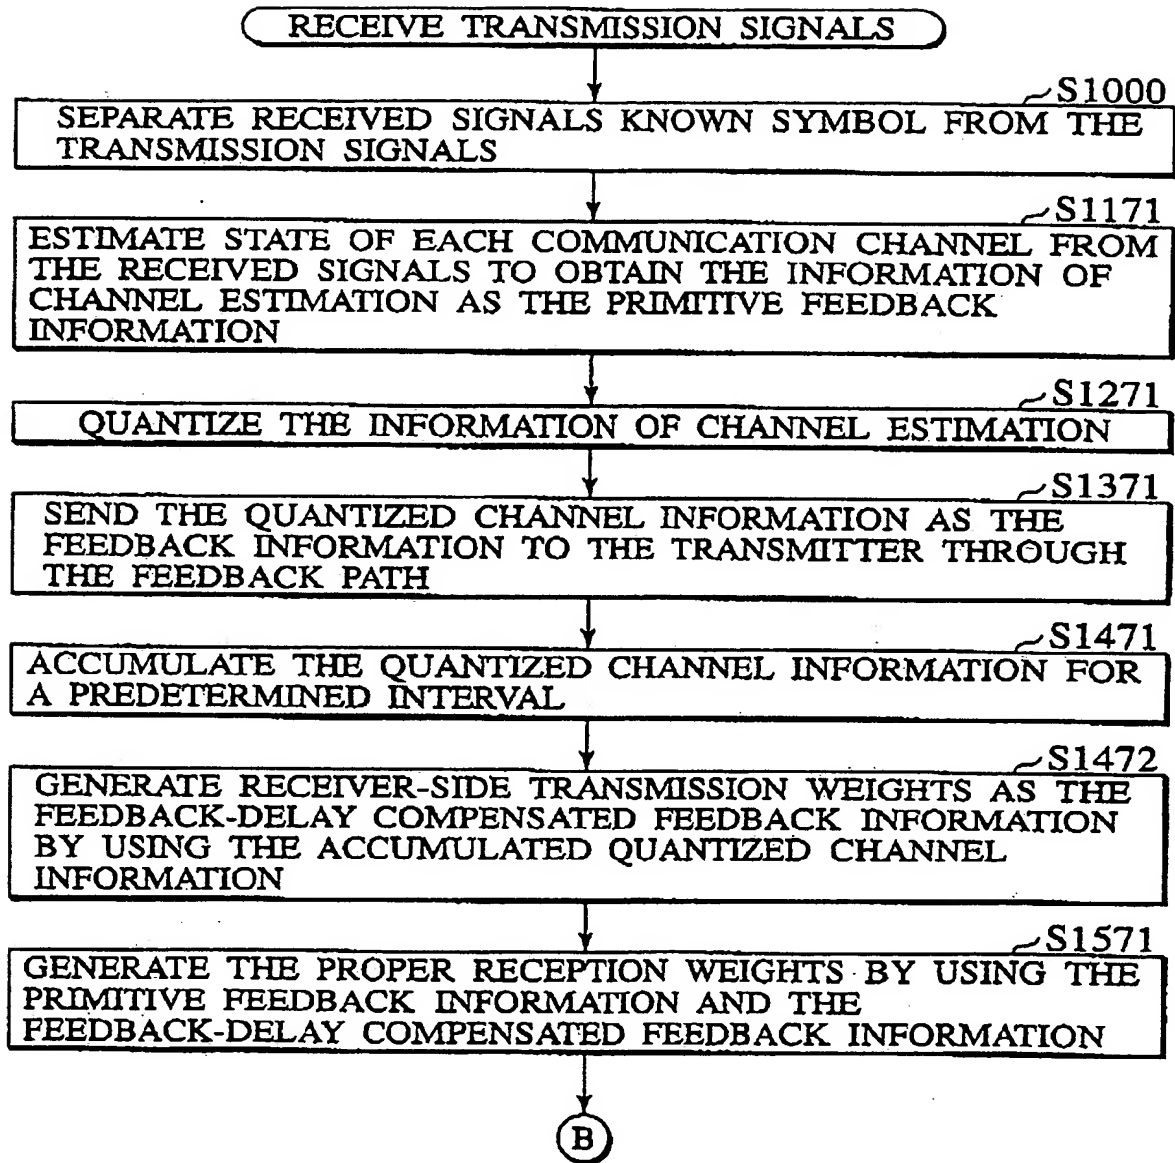 RECEIVE TRANSMISSION SIGNALS
S1000
SEPARATE RECEIVED SIGNALS KNOWN SYMBOL FROM THE
TRANSMISSION SIGNALS
S1171
ESTIMATE STATE OF EACH COMMUNICATION CHANNEL FROM
THE RECEIVED SIGNALS TO OBTAIN THE INFORMATION OF
CHANNEL ESTIMATION AS THE PRIMITIVE FEEDBACK
INFORMATION
S1271
QUANTIZE THE INFORMATION OF CHANNEL ESTIMATION
S1371
SEND THE QUANTIZED CHANNEL INFORMATION AS THE
FEEDBACK INFORMATION TO THE TRANSMITTER THROUGH
THE FEEDBACK PATH
S1471
ACCUMULATE THE QUANTIZED CHANNEL INFORMATION FOR
A PREDETERMINED INTERVAL
S1472
GENERATE RECEIVER-SIDE TRANSMISSION WEIGHTS AS THE
FEEDBACK-DELAY COMPENSATED FEEDBACK INFORMATION
BY USING THE ACCUMULATED QUANTIZED CHANNEL
INFORMATION
S1571
GENERATE THE PROPER RECEPTION WEIGHTS BY USING THE
PRIMITIVE FEEDBACK INFORMATION AND THE
FEEDBACK-DELAY COMPENSATED FEEDBACK INFORMATION
B